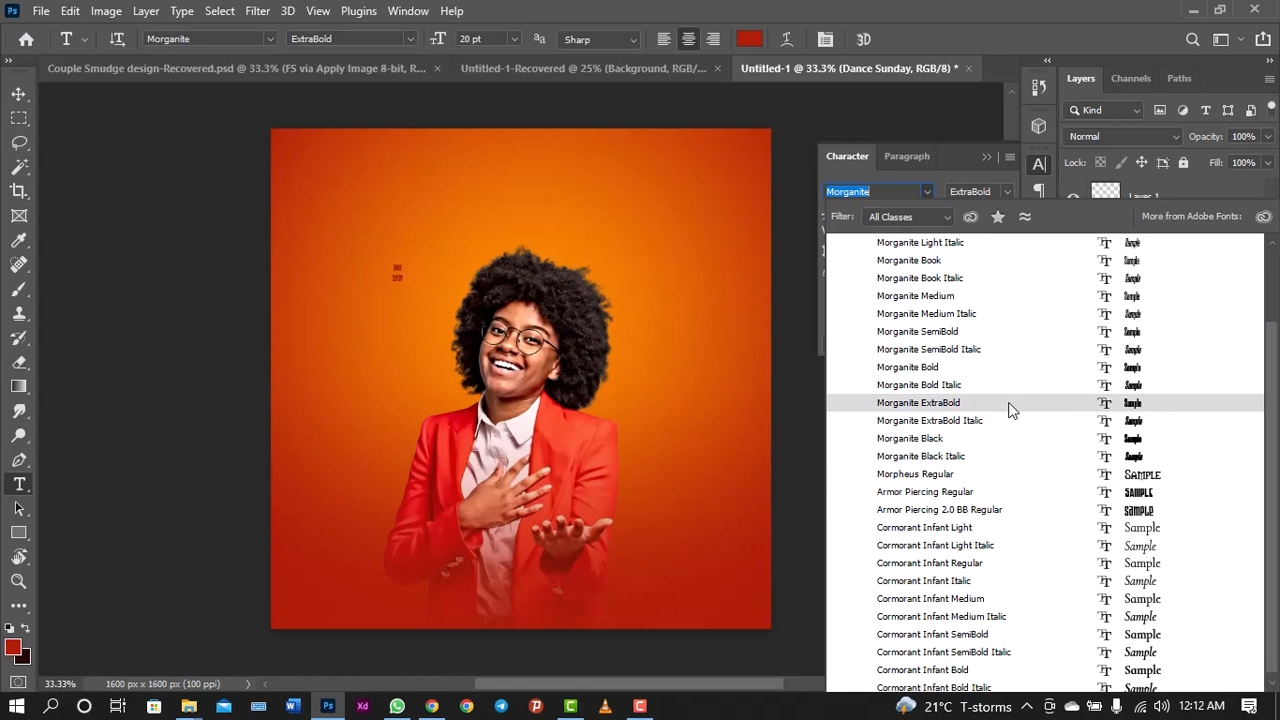 Ps File Edit Image Layer Type Select Filter 3D View Plugins Window Help
T Morganite ExtraBold 20 pt aa Sharp 3D
Couple Smudge design-Recovered.psd @ 33.3% (FS via Apply Image 8-bit, R...
Untitled-1-Recovered @ 25% (Background, RGB/...
Untitled-1 @ 33.3% (Dance Sunday, RGB/8) *
Layers Channels Paths
Kind
Normal Opacity: 100%
Lock: Fill: 100%
Layer 1
Character Paragraph
Morganite ExtraBold
Filter: All Classes More from Adobe Fonts:
Morganite Light Italic Sample
Morganite Book Sample
Morganite Book Italic Sample
Morganite Medium Sample
Morganite Medium Italic Sample
Morganite SemiBold Sample
Morganite SemiBold Italic Sample
Morganite Bold Sample
Morganite Bold Italic Sample
Morganite ExtraBold Sample
Morganite ExtraBold Italic Sample
Morganite Black Sample
Morganite Black Italic Sample
Morpheus Regular SAMPLE
Armor Piercing Regular SAMPLE
Armor Piercing 2.0 BB Regular SAMPLE
Cormorant Infant Light Sample
Cormorant Infant Light Italic Sample
Cormorant Infant Regular Sample
Cormorant Infant Italic Sample
Cormorant Infant Medium Sample
Cormorant Infant Medium Italic Sample
Cormorant Infant SemiBold Sample
Cormorant Infant SemiBold Italic Sample
Cormorant Infant Bold Sample
Cormorant Infant Bold Italic Sample
33.33% 1600 px x 1600 px (100 ppi)
Ps Xd 21°C T-storms 12:12 AM